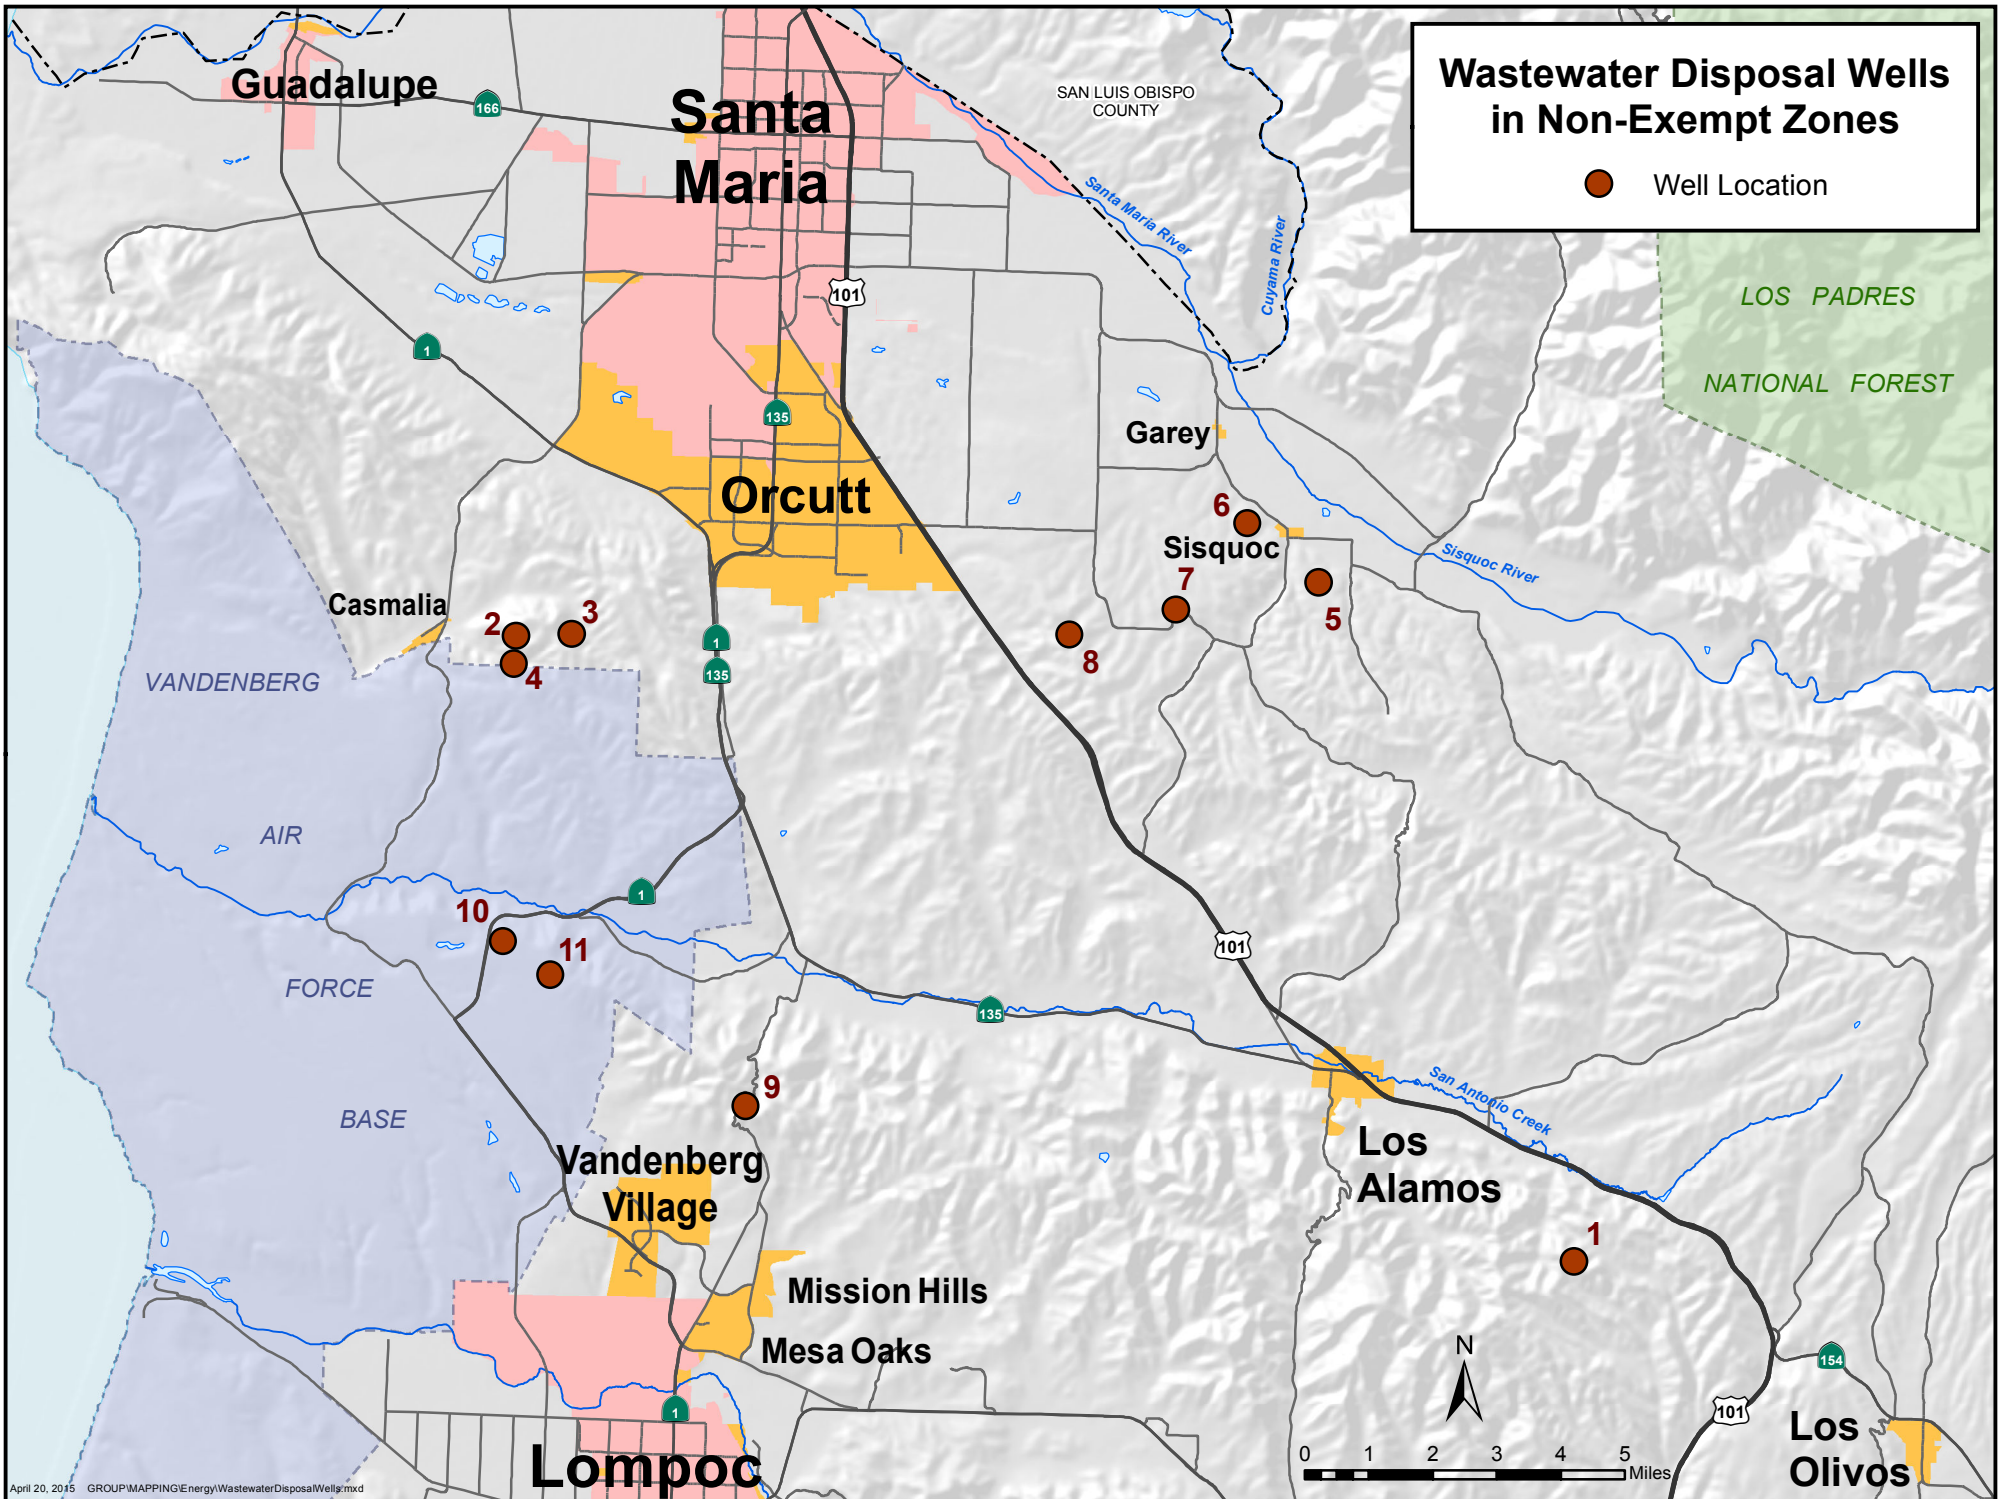 Wastewater Disposal Wells
in Non-Exempt Zones
Well Location
Guadalupe
166
Santa
Maria
SAN LUIS OBISPO
COUNTY
Santa Maria River
Cuyama River
101
LOS PADRES
NATIONAL FOREST
1
135
Garey
Orcutt
6
Sisquoc
Sisquoc River
7
5
Casmalia
2
3
4
8
1
135
VANDENBERG
AIR
FORCE
BASE
1
10
11
101
135
9
San Antonio Creek
Los
Alamos
Vandenberg
Village
1
Mission Hills
Mesa Oaks
N
154
101
1
Los
Olivos
Lompoc
0 1 2 3 4 5
Miles
April 20, 2015 GROUP\MAPPING\Energy\WastewaterDisposalWells.mxd